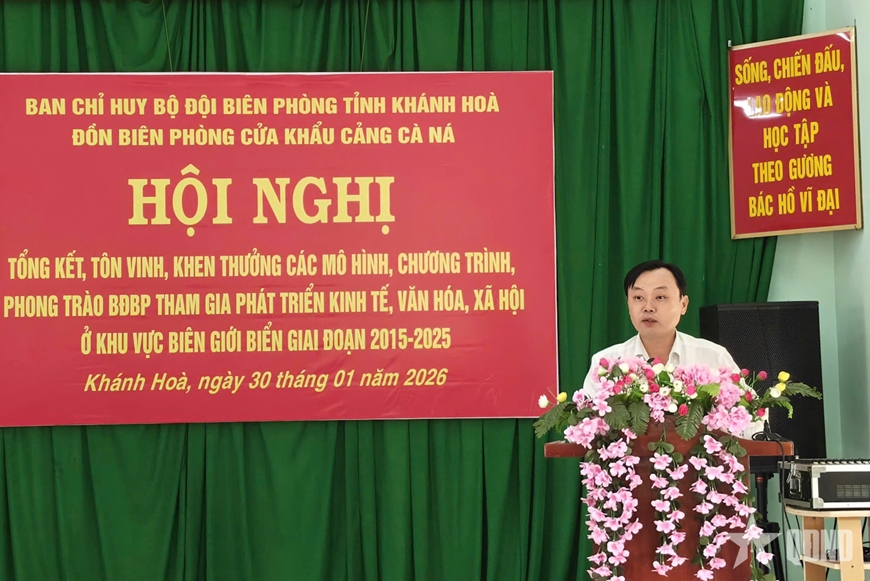 BAN CHỈ HUY BỘ ĐỘI BIÊN PHÒNG TỈNH KHÁNH HOÀ
ĐỒN BIÊN PHÒNG CỬA KHẨU CẢNG CÀ NÁ
HỘI NGHỊ
TỔNG KẾT, TÔN VINH, KHEN THƯỞNG CÁC MÔ HÌNH, CHƯƠNG TRÌNH,
PHONG TRÀO BĐBP THAM GIA PHÁT TRIỂN KINH TẾ, VĂN HÓA, XÃ HỘI
Ở KHU VỰC BIÊN GIỚI BIỂN GIAI ĐOẠN 2015-2025
Khánh Hoà, ngày 30 tháng 01 năm 2026
SỐNG, CHIẾN ĐẤU,
LAO ĐỘNG VÀ
HỌC TẬP
THEO GƯƠNG
BÁC HỒ VĨ ĐẠI
QĐND